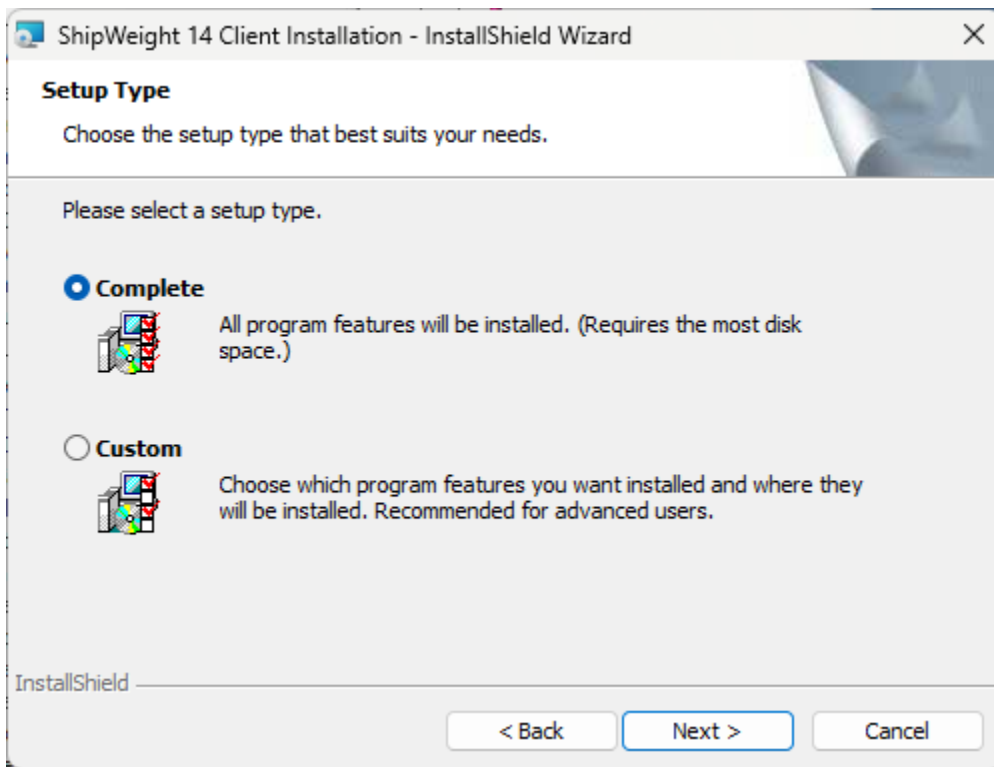 ShipWeight 14 Client Installation - InstallShield Wizard
Setup Type
Choose the setup type that best suits your needs.
Please select a setup type.
Complete
All program features will be installed. (Requires the most disk
space.)
Custom
Choose which program features you want installed and where they
will be installed. Recommended for advanced users.
InstallShield
< Back
Next >
Cancel